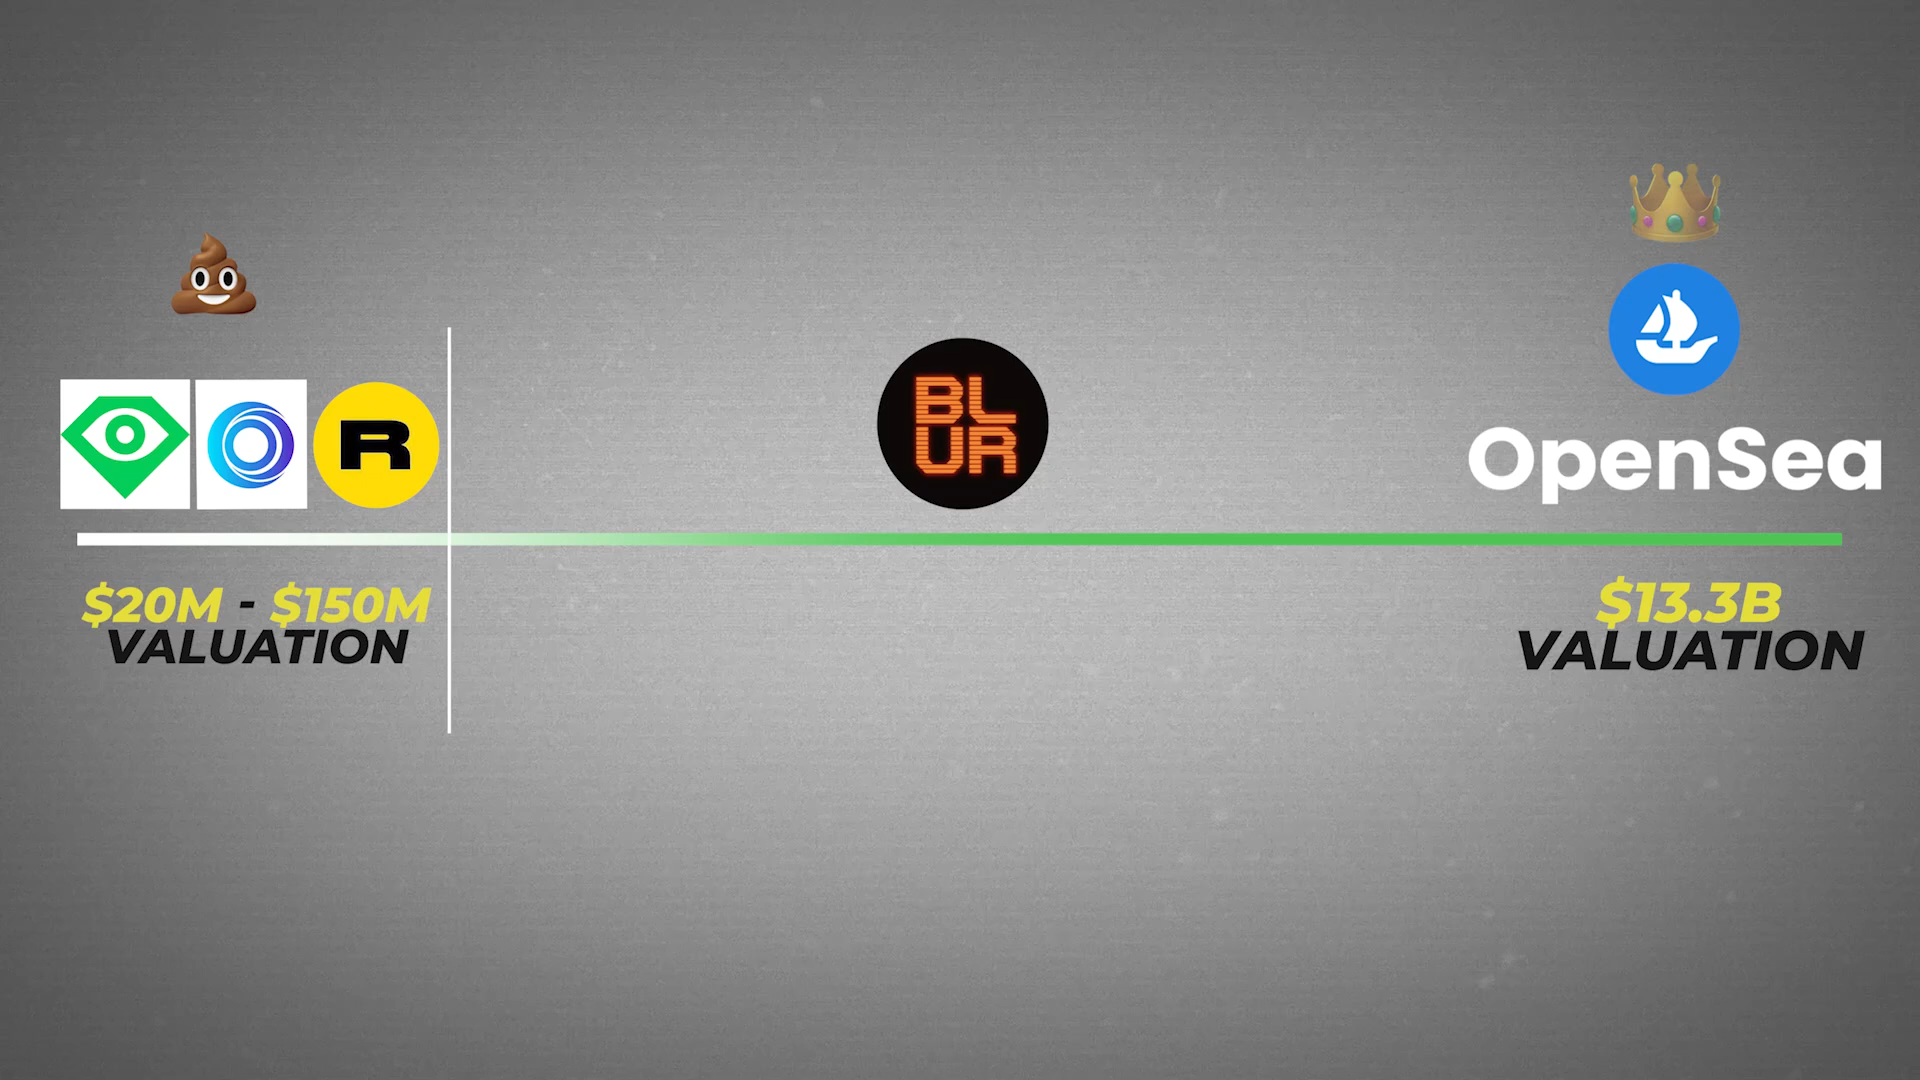 R
BL
UR
OpenSea
$20M - $150M
VALUATION
$13.3B
VALUATION